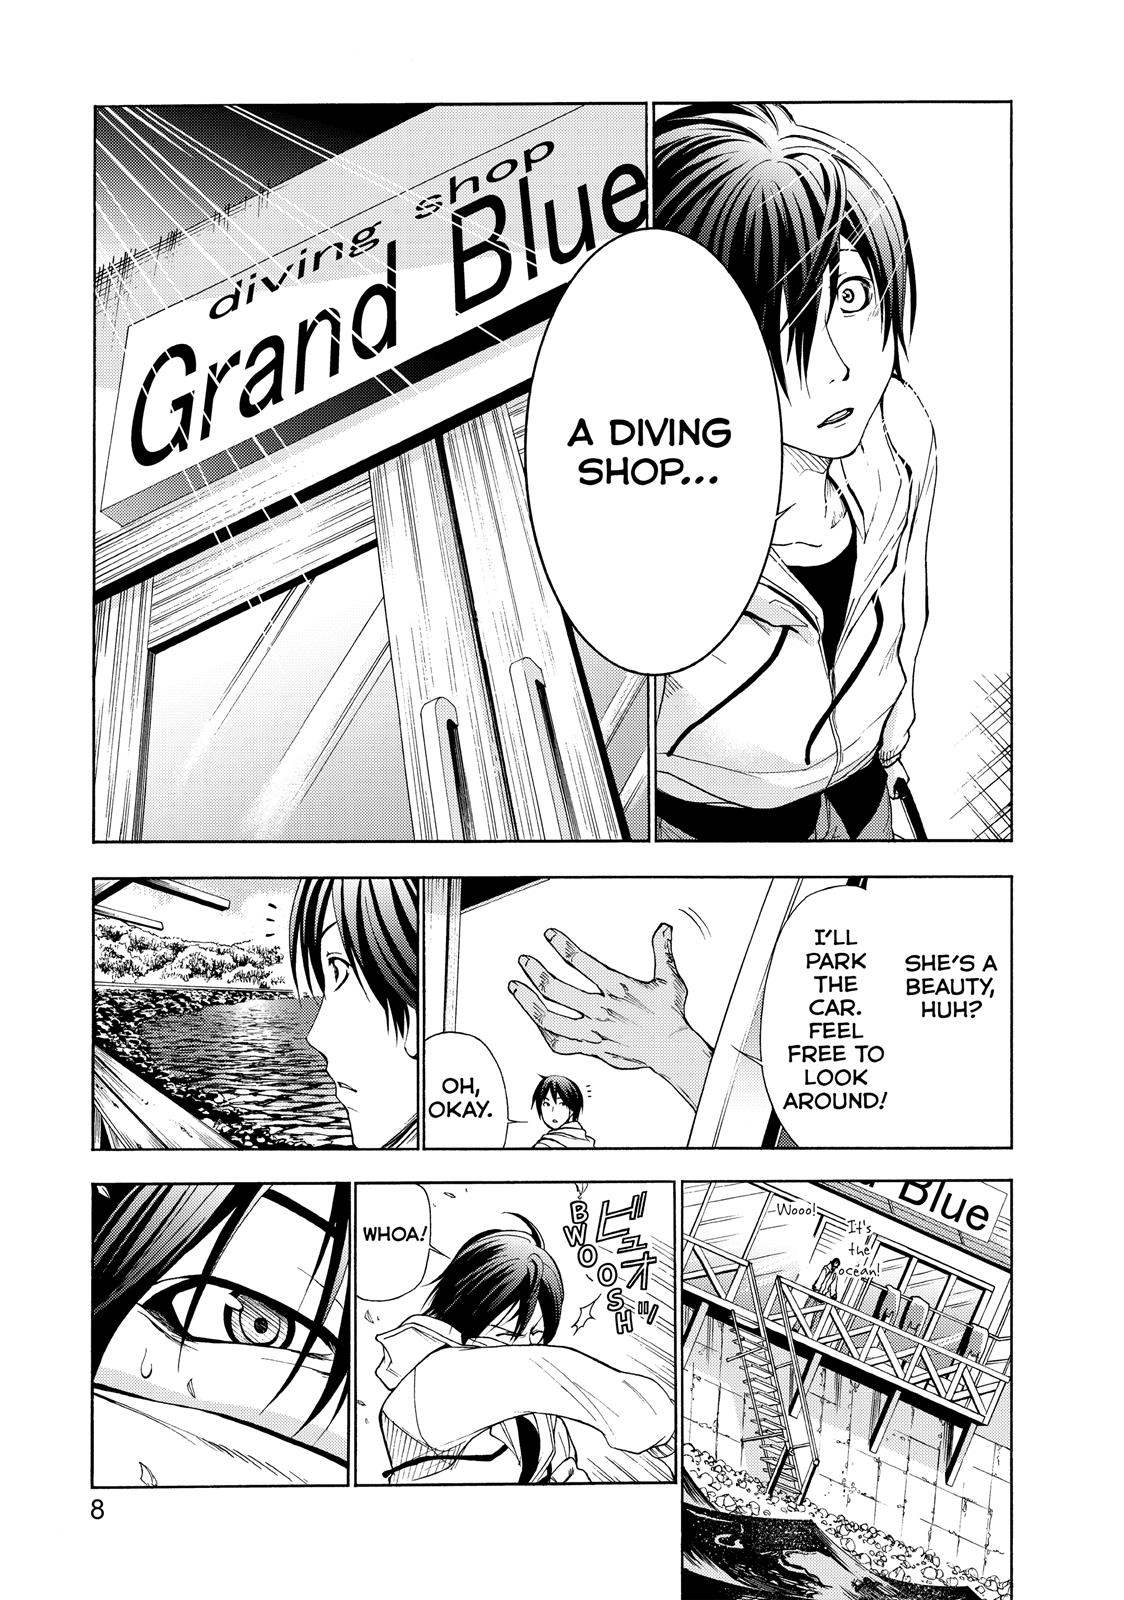 A DIVING
SHOP...
diving shop
Grand Blue
SHE'S A
BEAUTY,
HUH?
I'LL
PARK
THE
CAR.
FEEL
FREE TO
LOOK
AROUND!
OH,
OKAY.
d Blue
Wooo!
It's
the
ocean!
ビュオッ
BWOOOSH
WHOA!
8